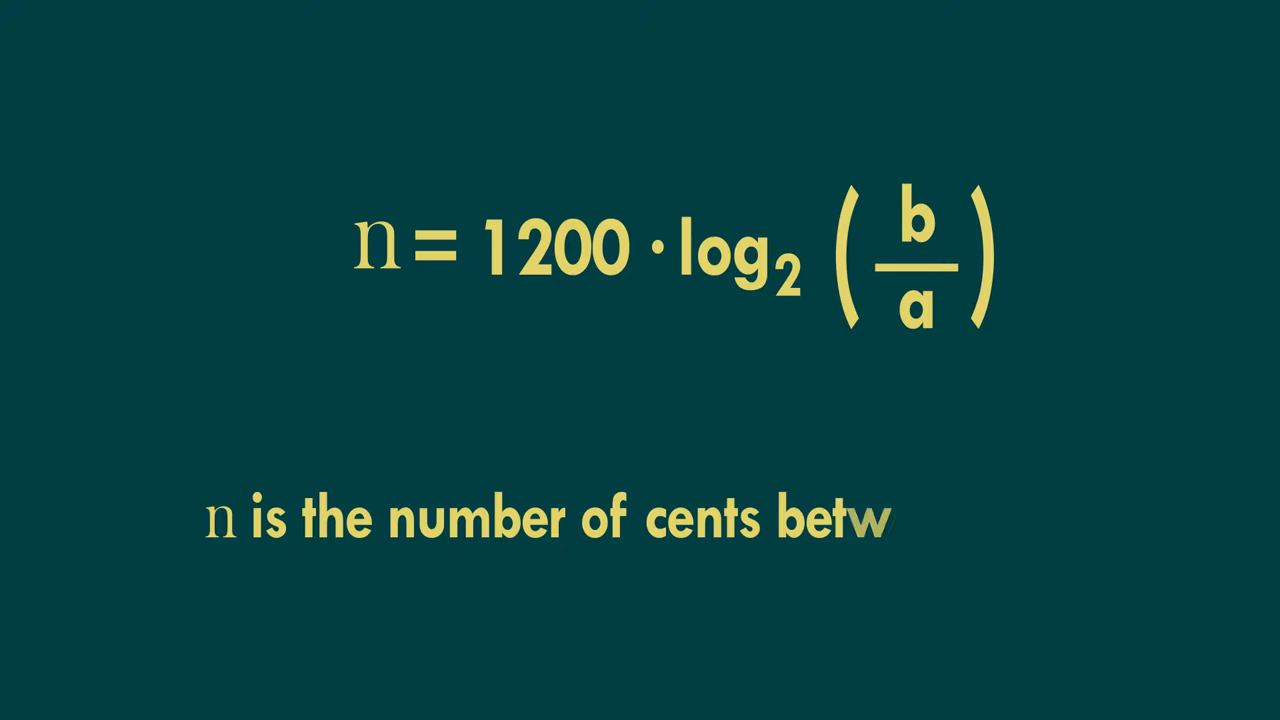 n = 1200 · log₂ ( b / a )
n is the number of cents betw